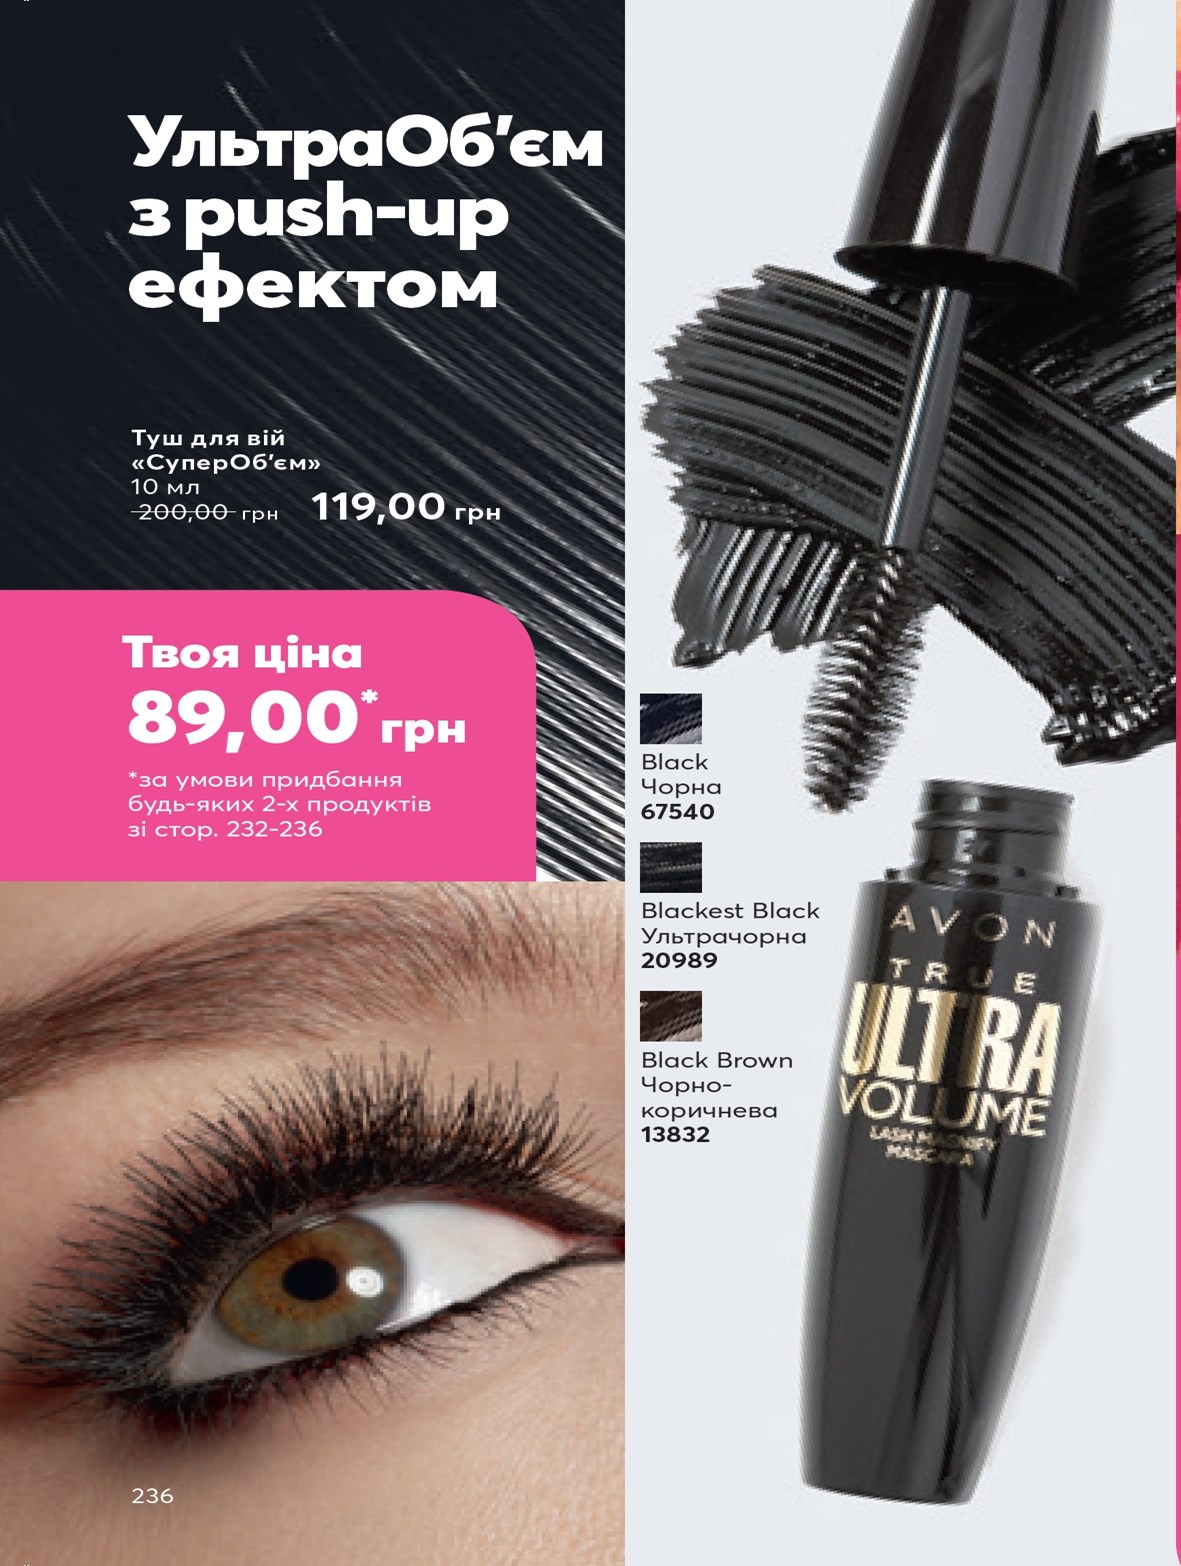 УльтраОб’єм
з push-up
ефектом
Туш для вій
«СуперОб’єм»
10 мл
200,00 грн 119,00 грн
Твоя ціна
89,00* грн
*за умови придбання
будь-яких 2-х продуктів
зі стор. 232-236
Black
Чорна
67540
Blackest Black
Ультрачорна
20989
Black Brown
Чорно-
коричнева
13832
AVON
TRUE
ULTRA
VOLUME
LASH
MASCARA
236